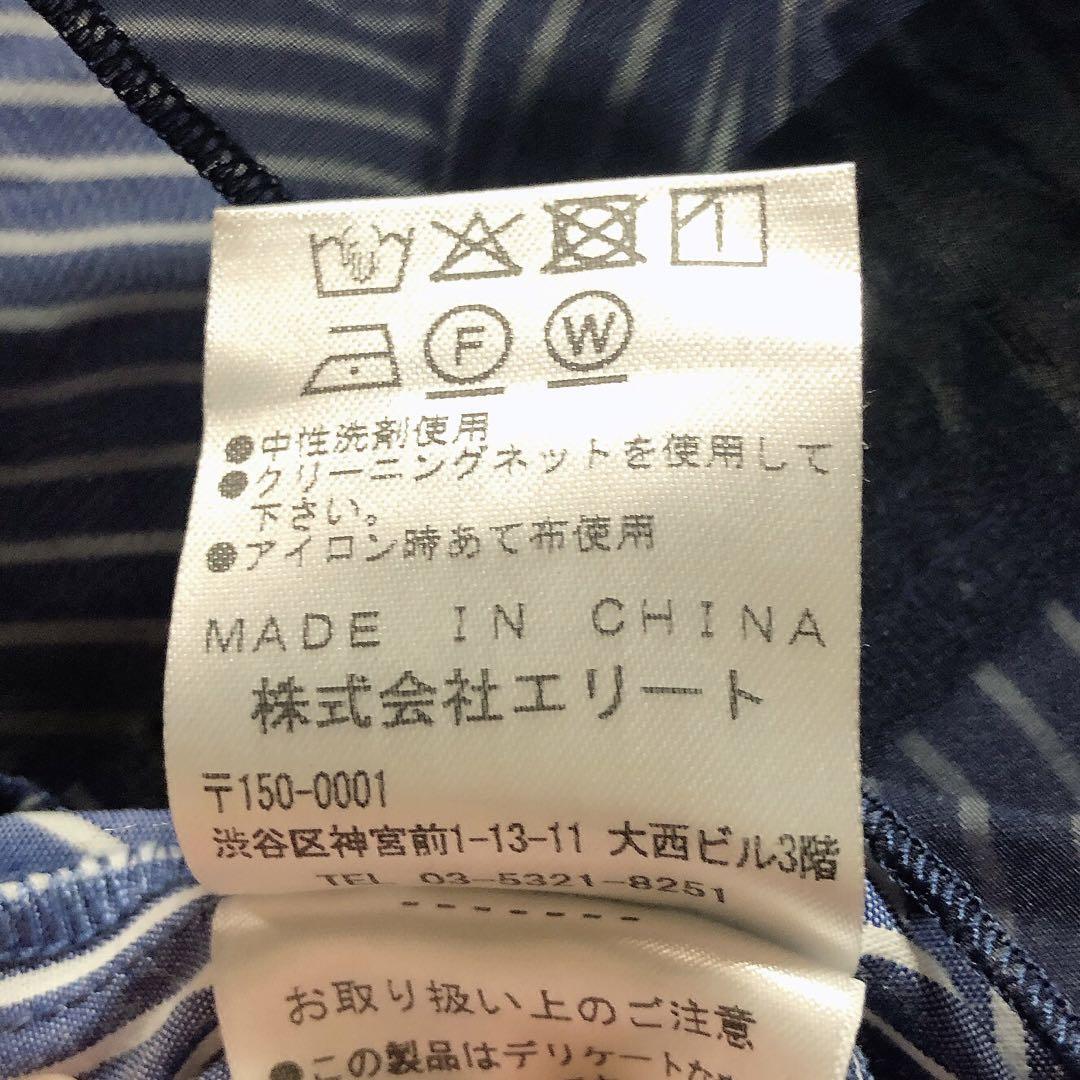 F W
●中性洗剤使用
●クリーニングネットを使用して
下さい。
●アイロン時あて布使用
MADE IN CHINA
株式会社エリート
〒150-0001
渋谷区神宮前1-13-11 大西ビル3階
TEL 03-5321-8251
-------
お取り扱い上のご注意
●この製品はデリケートな